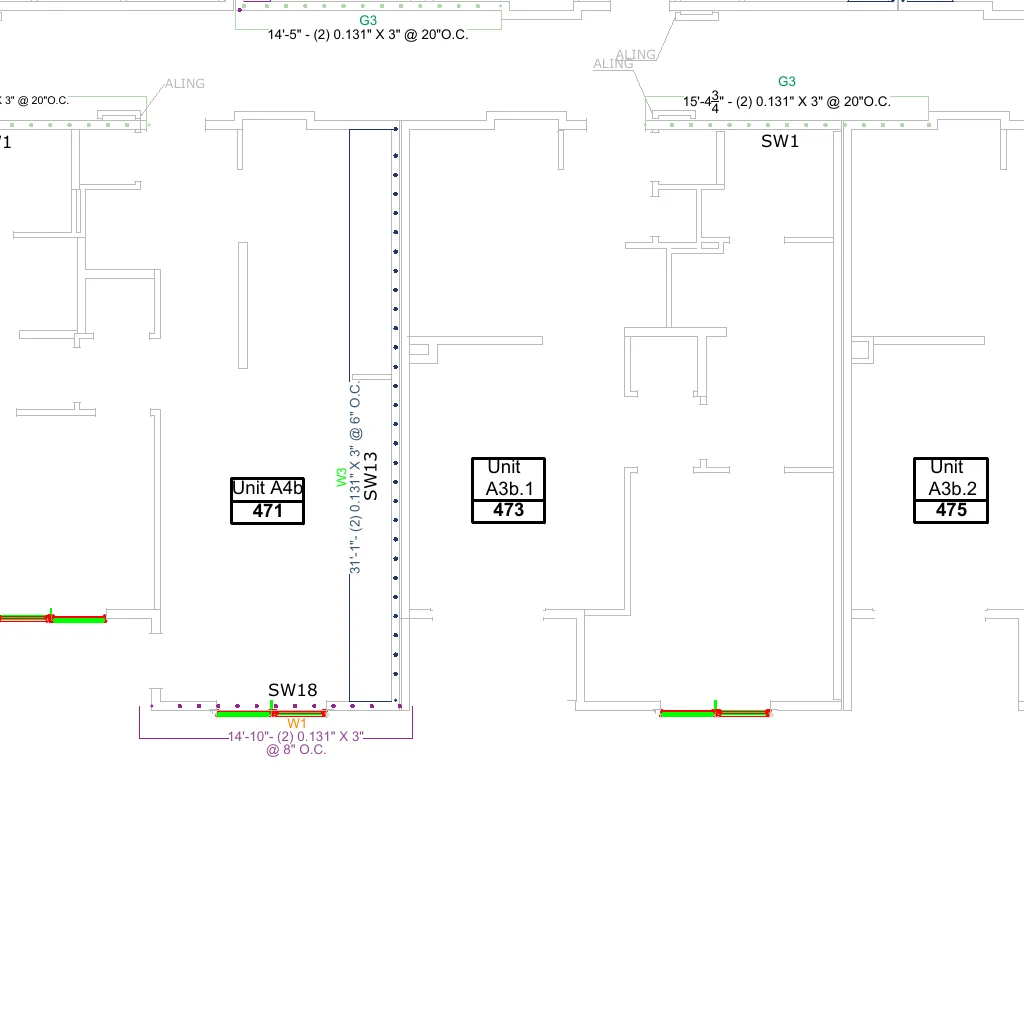 G3
14'-5" - (2) 0.131" X 3" @ 20"O.C.
ALING
ALING
ALING
G3
X 3" @ 20"O.C.
15'-4 3/4" - (2) 0.131" X 3" @ 20"O.C.
SW1
W3
31'-1"- (2) 0.131" X 3" @ 6" O.C.
SW13
Unit A4b
471
Unit
A3b.1
473
Unit
A3b.2
475
SW18
W1
14'-10"- (2) 0.131" X 3"
@ 8" O.C.